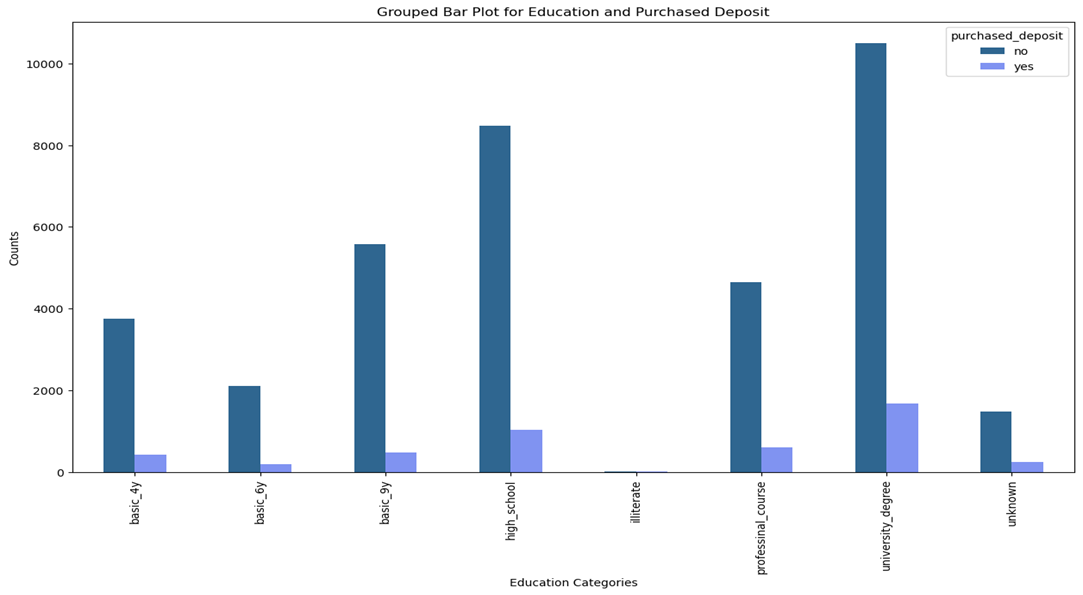 Grouped Bar Plot for Education and Purchased Deposit
purchased_deposit
no
yes
10000
8000
6000
4000
2000
0
Counts
basic_4y
basic_6y
basic_9y
high_school
illiterate
professinal_course
university_degree
unknown
Education Categories